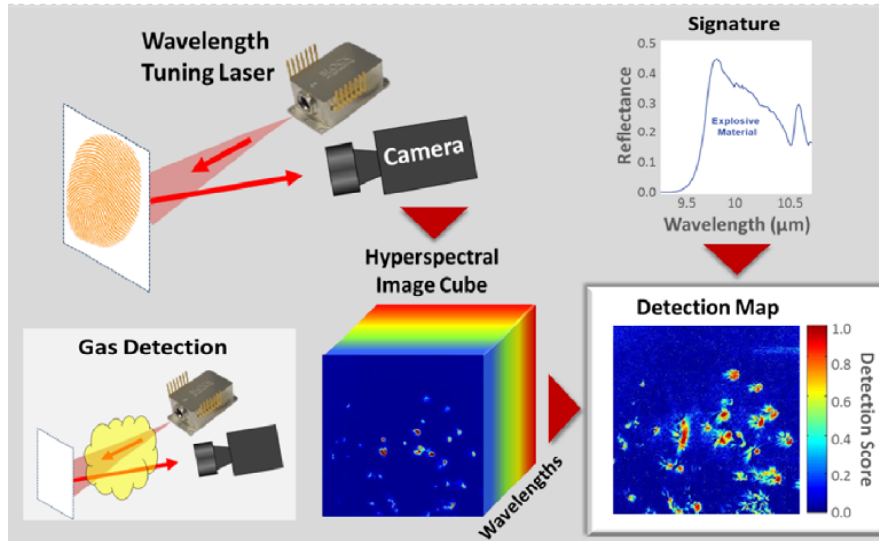 Wavelength
Tuning Laser
Camera
Hyperspectral
Image Cube
Wavelengths
Gas Detection
Signature
Reflectance
0.5
0.4
0.3
0.2
0.1
0.0
Explosive
Material
9.5 10 10.5
Wavelength (µm)
Detection Map
1.0
0.8
0.6
0.4
0.2
0.0
Detection Score